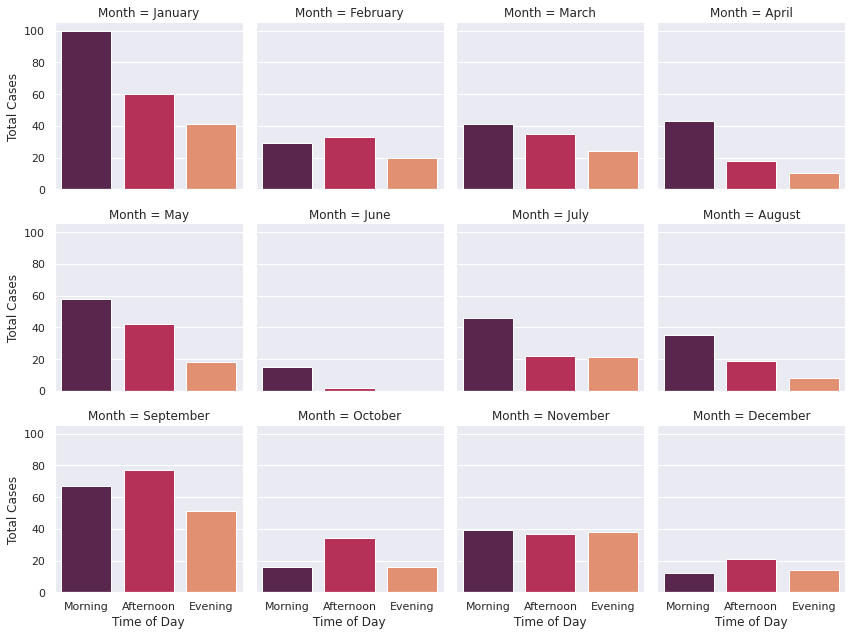 Month = January
Month = February
Month = March
Month = April
100
80
60
40
20
0
Total Cases
Month = May
Month = June
Month = July
Month = August
100
80
60
40
20
0
Total Cases
Month = September
Month = October
Month = November
Month = December
100
80
60
40
20
0
Total Cases
Morning Afternoon Evening
Time of Day
Morning Afternoon Evening
Time of Day
Morning Afternoon Evening
Time of Day
Morning Afternoon Evening
Time of Day